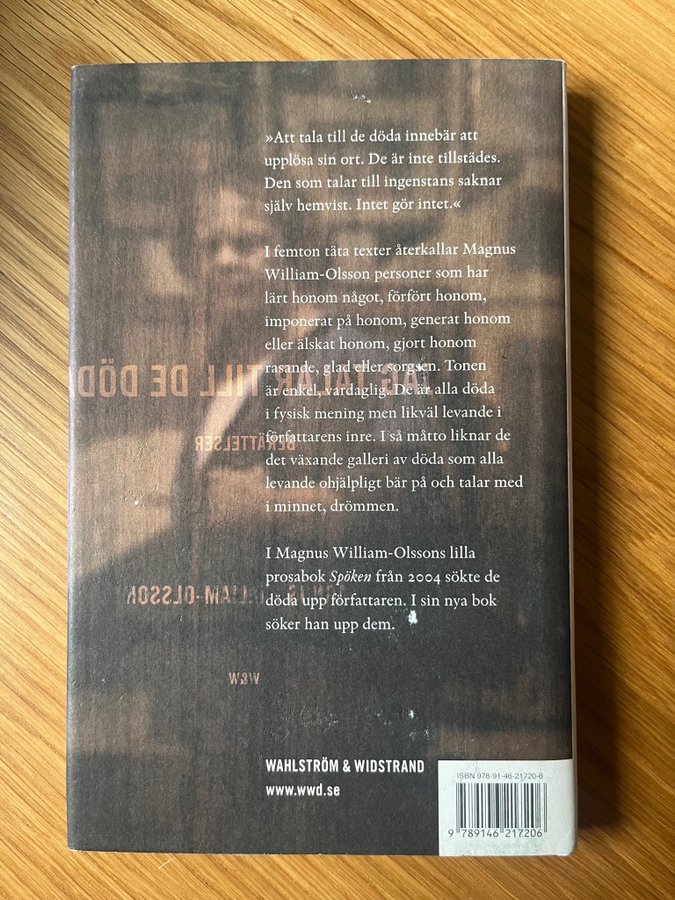 »Att tala till de döda innebär att
upplösa sin ort. De är inte tillstädes.
Den som talar till ingenstans saknar
själv hemvist. Intet gör intet.«
I femton täta texter återkallar Magnus
William-Olsson personer som har
lärt honom något, förfört honom,
imponerat på honom, generat honom
eller älskat honom, gjort honom
rasande, glad eller sorgsen. Tonen
är enkel, vardaglig. De är alla döda
i fysisk mening men likväl levande i
författarens inre. I så måtto liknar de
det växande galleri av döda som alla
levande ohjälpligt bär på och talar med
i minnet, drömmen.
I Magnus William-Olssons lilla
prosabok Spöken från 2004 sökte de
döda upp författaren. I sin nya bok
söker han upp dem.
TILL DE DÖDA
BERÄTTELSER
-OLSSON
W&W
WAHLSTRÖM & WIDSTRAND
www.wwd.se
ISBN 978-91-46-21720-6
9 789146 217206